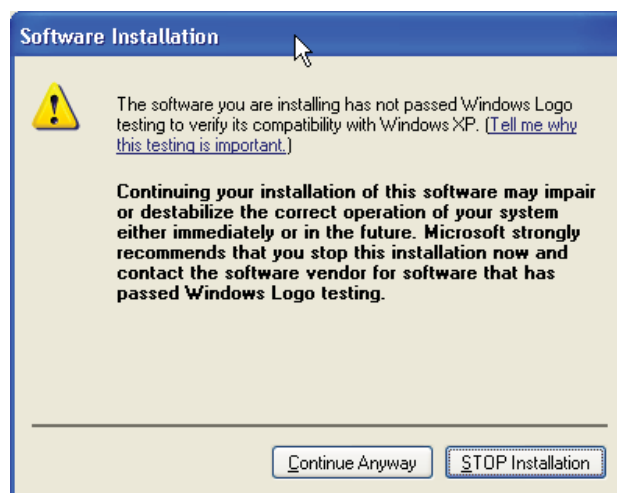 Software Installation
The software you are installing has not passed Windows Logo
testing to verify its compatibility with Windows XP. (Tell me why
this testing is important.)
Continuing your installation of this software may impair
or destabilize the correct operation of your system
either immediately or in the future. Microsoft strongly
recommends that you stop this installation now and
contact the software vendor for software that has
passed Windows Logo testing.
Continue Anyway
STOP Installation